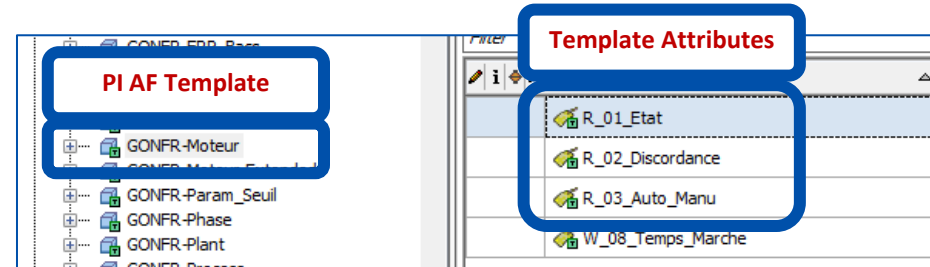 GONFR-ERP_Bacs
PI AF Template
GONFR-Moteur
GONFR-Param_Seuil
GONFR-Phase
GONFR-Plant
Filter
Template Attributes
R_01_Etat
R_02_Discordance
R_03_Auto_Manu
W_08_Temps_Marche